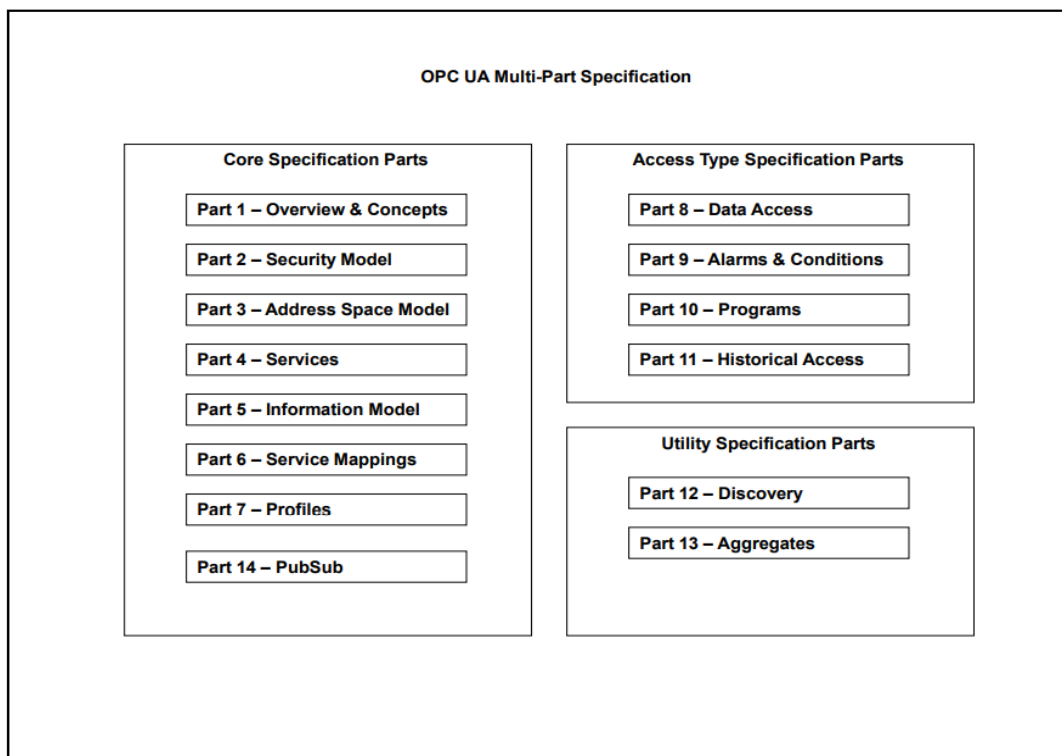 OPC UA Multi-Part Specification
Core Specification Parts
Part 1 – Overview & Concepts
Part 2 – Security Model
Part 3 – Address Space Model
Part 4 – Services
Part 5 – Information Model
Part 6 – Service Mappings
Part 7 – Profiles
Part 14 – PubSub
Access Type Specification Parts
Part 8 – Data Access
Part 9 – Alarms & Conditions
Part 10 – Programs
Part 11 – Historical Access
Utility Specification Parts
Part 12 – Discovery
Part 13 – Aggregates